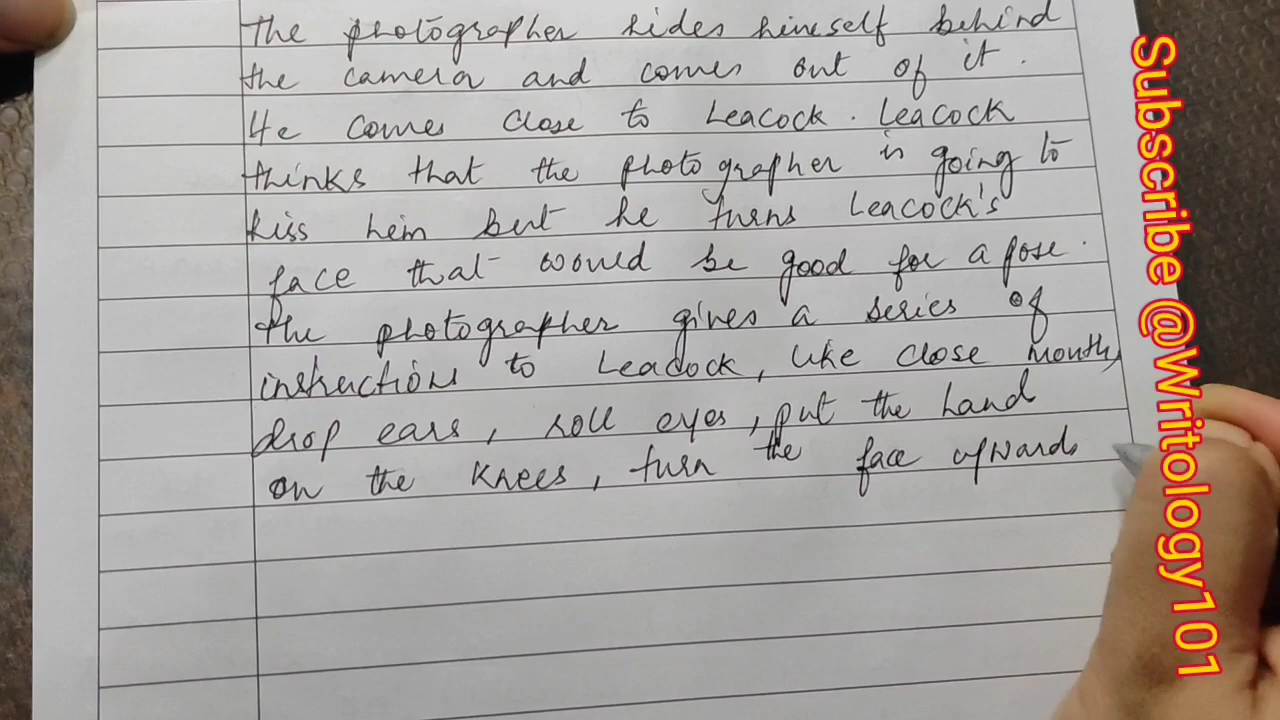 The photographer hides himself behind
the camera and comes out of it.
He comes close to Leacock. Leacock
thinks that the photographer is going to
kiss him but he turns Leacock's
face that would be good for a pose.
The photographer gives a series of
instructions to Leacock, like close mouth,
drop ears, roll eyes, put the hand
on the knees, turn the face upwards
Subscribe @Writology101